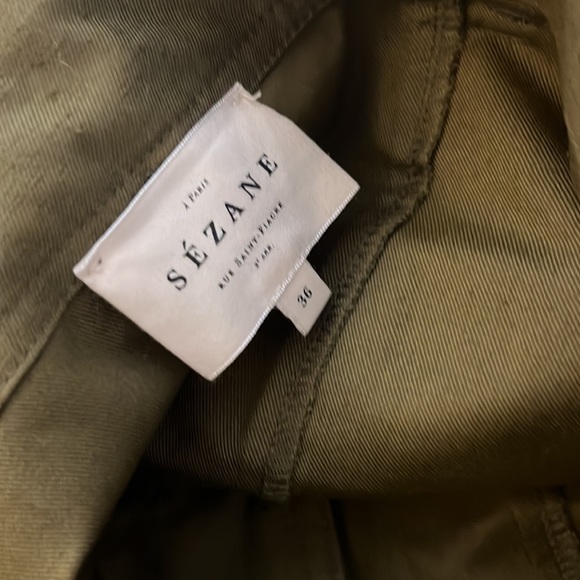 À PARIS
SÉZANE
RUE SAINT-FIACRE
2E ARR.
36